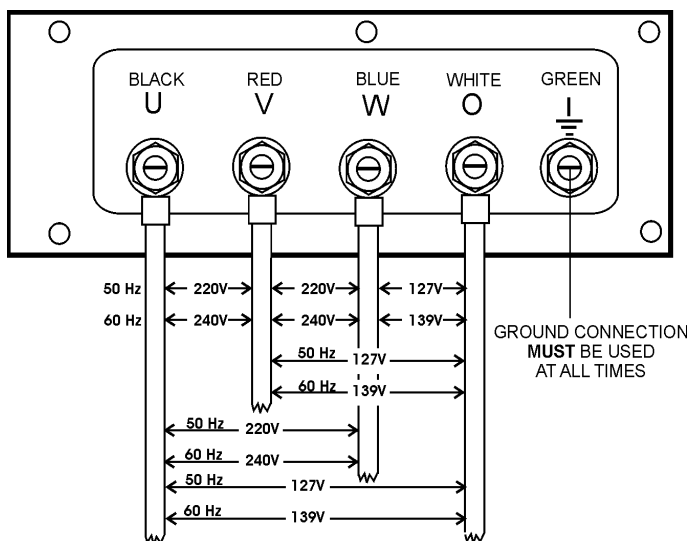 BLACK RED BLUE WHITE GREEN
U V W O
50 Hz 220V 220V 127V
60 Hz 240V 240V 139V
GROUND CONNECTION
MUST BE USED
AT ALL TIMES
50 Hz 127V
60 Hz 139V
50 Hz 220V
60 Hz 240V
50 Hz 127V
60 Hz 139V